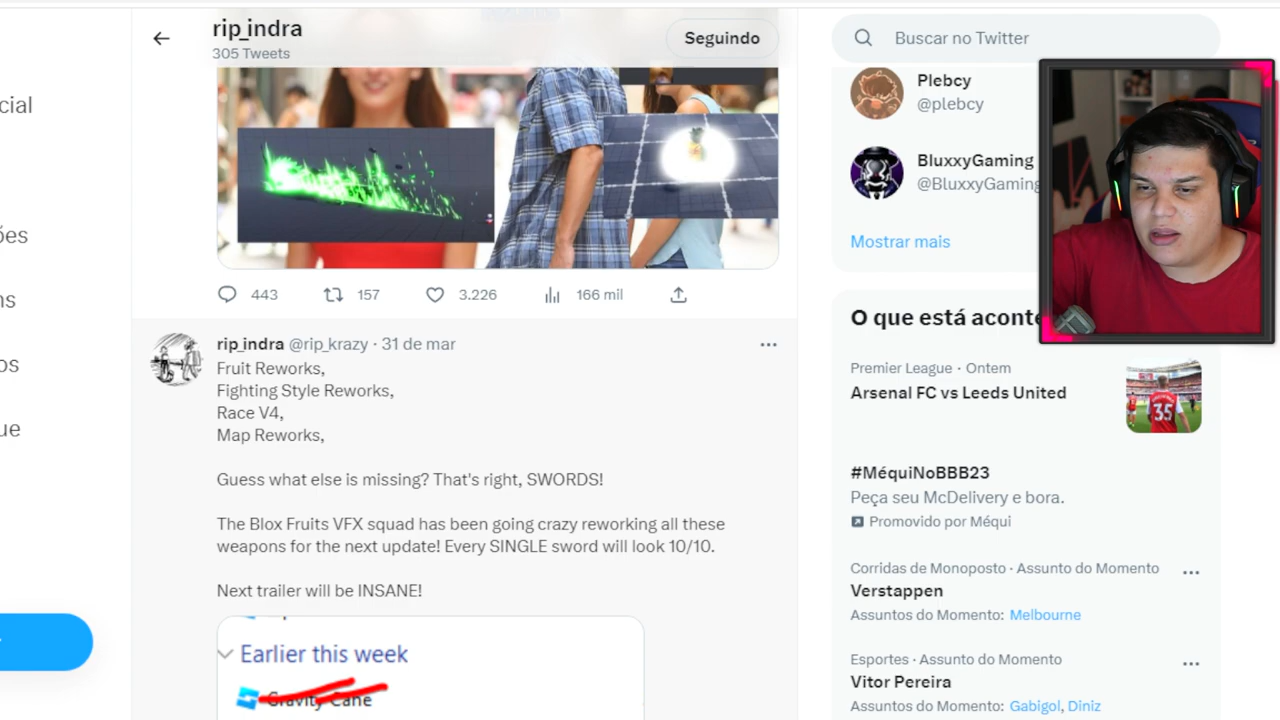 rip_indra
305 Tweets
Seguindo
443
157
3.226
166 mil
rip_indra @rip_krazy · 31 de mar
Fruit Reworks,
Fighting Style Reworks,
Race V4,
Map Reworks,
Guess what else is missing? That's right, SWORDS!
The Blox Fruits VFX squad has been going crazy reworking all these
weapons for the next update! Every SINGLE sword will look 10/10.
Next trailer will be INSANE!
Earlier this week
Gravity Cane
cial
ões
ns
os
ue
Buscar no Twitter
Plebcy
@plebcy
BluxxyGaming
@BluxxyGaming
Mostrar mais
O que está aconte
Premier League · Ontem
Arsenal FC vs Leeds United
35
#MéquiNoBBB23
Peça seu McDelivery e bora.
Promovido por Méqui
Corridas de Monoposto · Assunto do Momento
Verstappen
Assuntos do Momento: Melbourne
Esportes · Assunto do Momento
Vitor Pereira
Assuntos do Momento: Gabigol, Diniz